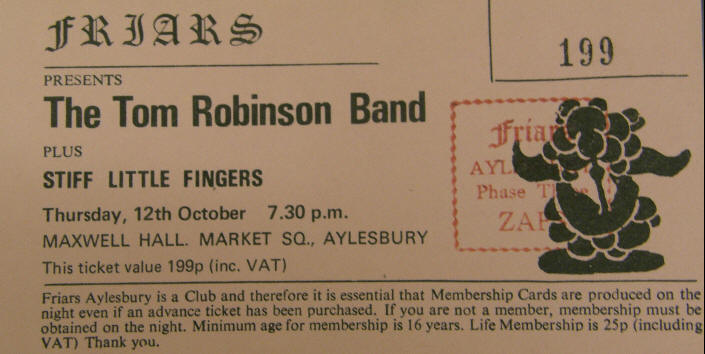 FRIARS
199
PRESENTS
The Tom Robinson Band
PLUS
STIFF LITTLE FINGERS
Thursday, 12th October 7.30 p.m.
MAXWELL HALL. MARKET SQ., AYLESBURY
This ticket value 199p (inc. VAT)
Friars
AYL
Phase
ZA
Friars Aylesbury is a Club and therefore it is essential that Membership Cards are produced on the
night even if an advance ticket has been purchased. If you are not a member, membership must be
obtained on the night. Minimum age for membership is 16 years. Life Membership is 25p (including
VAT) Thank you.